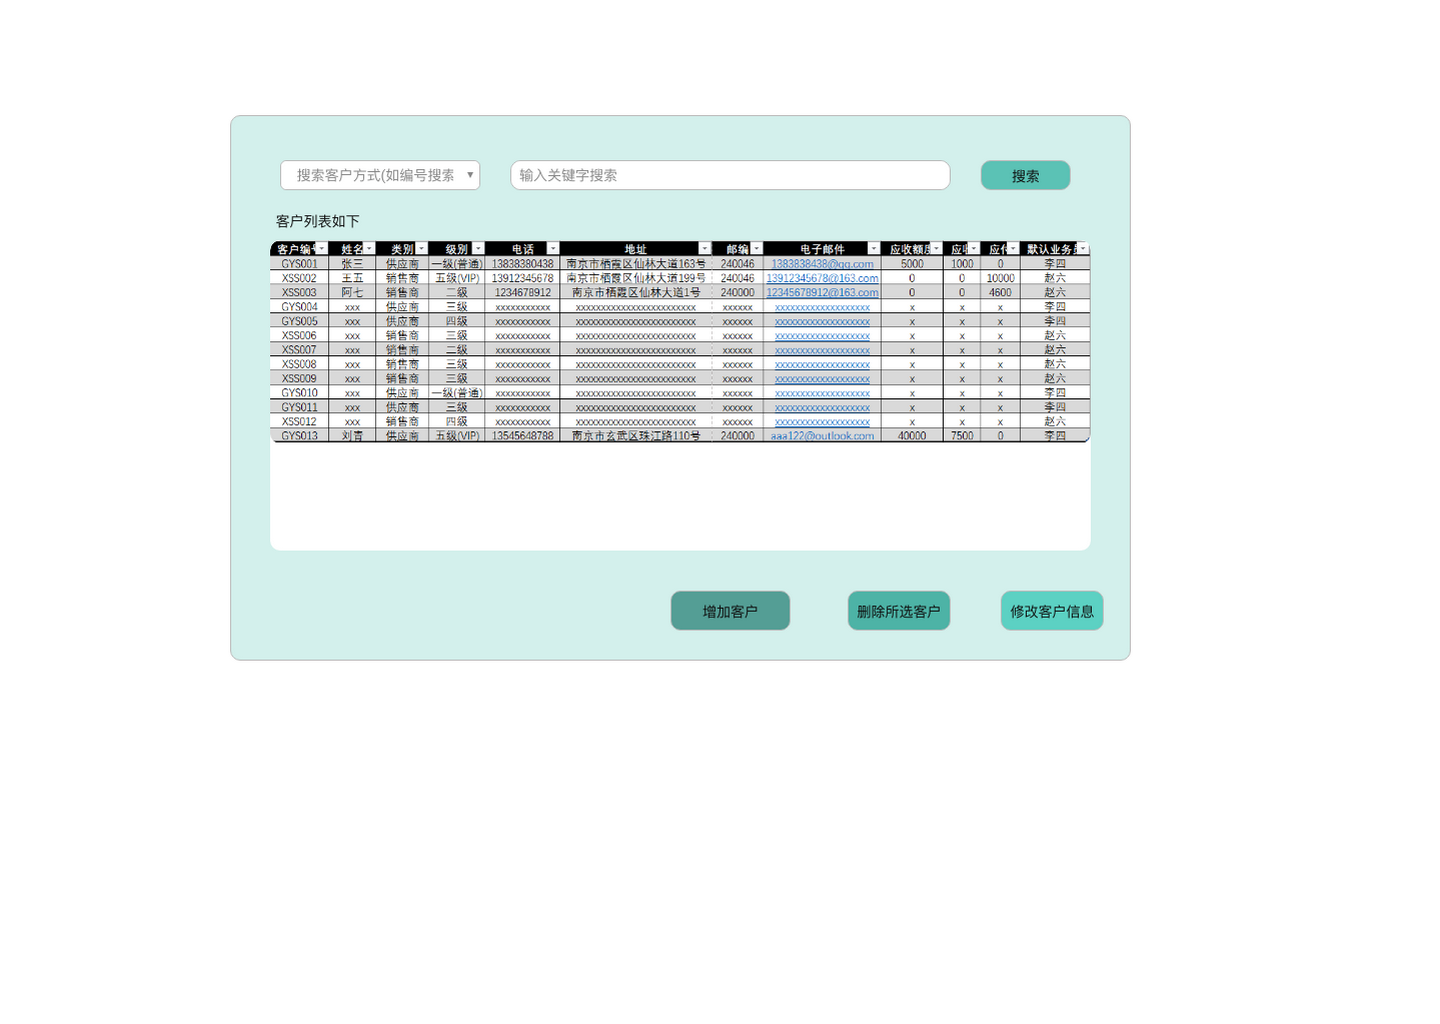 搜索客户方式(如编号搜索 ▼ 输入关键字搜索 搜索
客户列表如下
客户编号 姓名 类别 级别 电话 地址 邮编 电子邮件 应收额度 应收 应付 默认业务员
GYS001 张三 供应商 一级(普通) 13838380438 南京市栖霞区仙林大道163号 240046 1383838438@qq.com 5000 1000 0 李四
XSS002 王五 销售商 五级(VIP) 13912345678 南京市栖霞区仙林大道199号 240046 13912345678@163.com 0 0 10000 赵六
XSS003 阿七 销售商 二级 1234678912 南京市栖霞区仙林大道1号 240000 12345678912@163.com 0 0 4600 赵六
GYS004 xxx 供应商 三级 xxxxxxxxxxx xxxxxxxxxxxxxxxxxxxxxxxx xxxxxx xxxxxxxxxxxxxxxxxxx x x x 李四
GYS005 xxx 供应商 四级 xxxxxxxxxxx xxxxxxxxxxxxxxxxxxxxxxxx xxxxxx xxxxxxxxxxxxxxxxxxx x x x 李四
XSS006 xxx 销售商 三级 xxxxxxxxxxx xxxxxxxxxxxxxxxxxxxxxxxx xxxxxx xxxxxxxxxxxxxxxxxxx x x x 赵六
XSS007 xxx 销售商 二级 xxxxxxxxxxx xxxxxxxxxxxxxxxxxxxxxxxx xxxxxx xxxxxxxxxxxxxxxxxxx x x x 赵六
XSS008 xxx 销售商 三级 xxxxxxxxxxx xxxxxxxxxxxxxxxxxxxxxxxx xxxxxx xxxxxxxxxxxxxxxxxxx x x x 赵六
XSS009 xxx 销售商 三级 xxxxxxxxxxx xxxxxxxxxxxxxxxxxxxxxxxx xxxxxx xxxxxxxxxxxxxxxxxxx x x x 赵六
GYS010 xxx 供应商 一级(普通) xxxxxxxxxxx xxxxxxxxxxxxxxxxxxxxxxxx xxxxxx xxxxxxxxxxxxxxxxxxx x x x 李四
GYS011 xxx 供应商 三级 xxxxxxxxxxx xxxxxxxxxxxxxxxxxxxxxxxx xxxxxx xxxxxxxxxxxxxxxxxxx x x x 李四
XSS012 xxx 销售商 四级 xxxxxxxxxxx xxxxxxxxxxxxxxxxxxxxxxxx xxxxxx xxxxxxxxxxxxxxxxxxx x x x 赵六
GYS013 刘青 供应商 五级(VIP) 13545648788 南京市玄武区珠江路110号 240000 aaa122@outlook.com 40000 7500 0 李四
增加客户 删除所选客户 修改客户信息